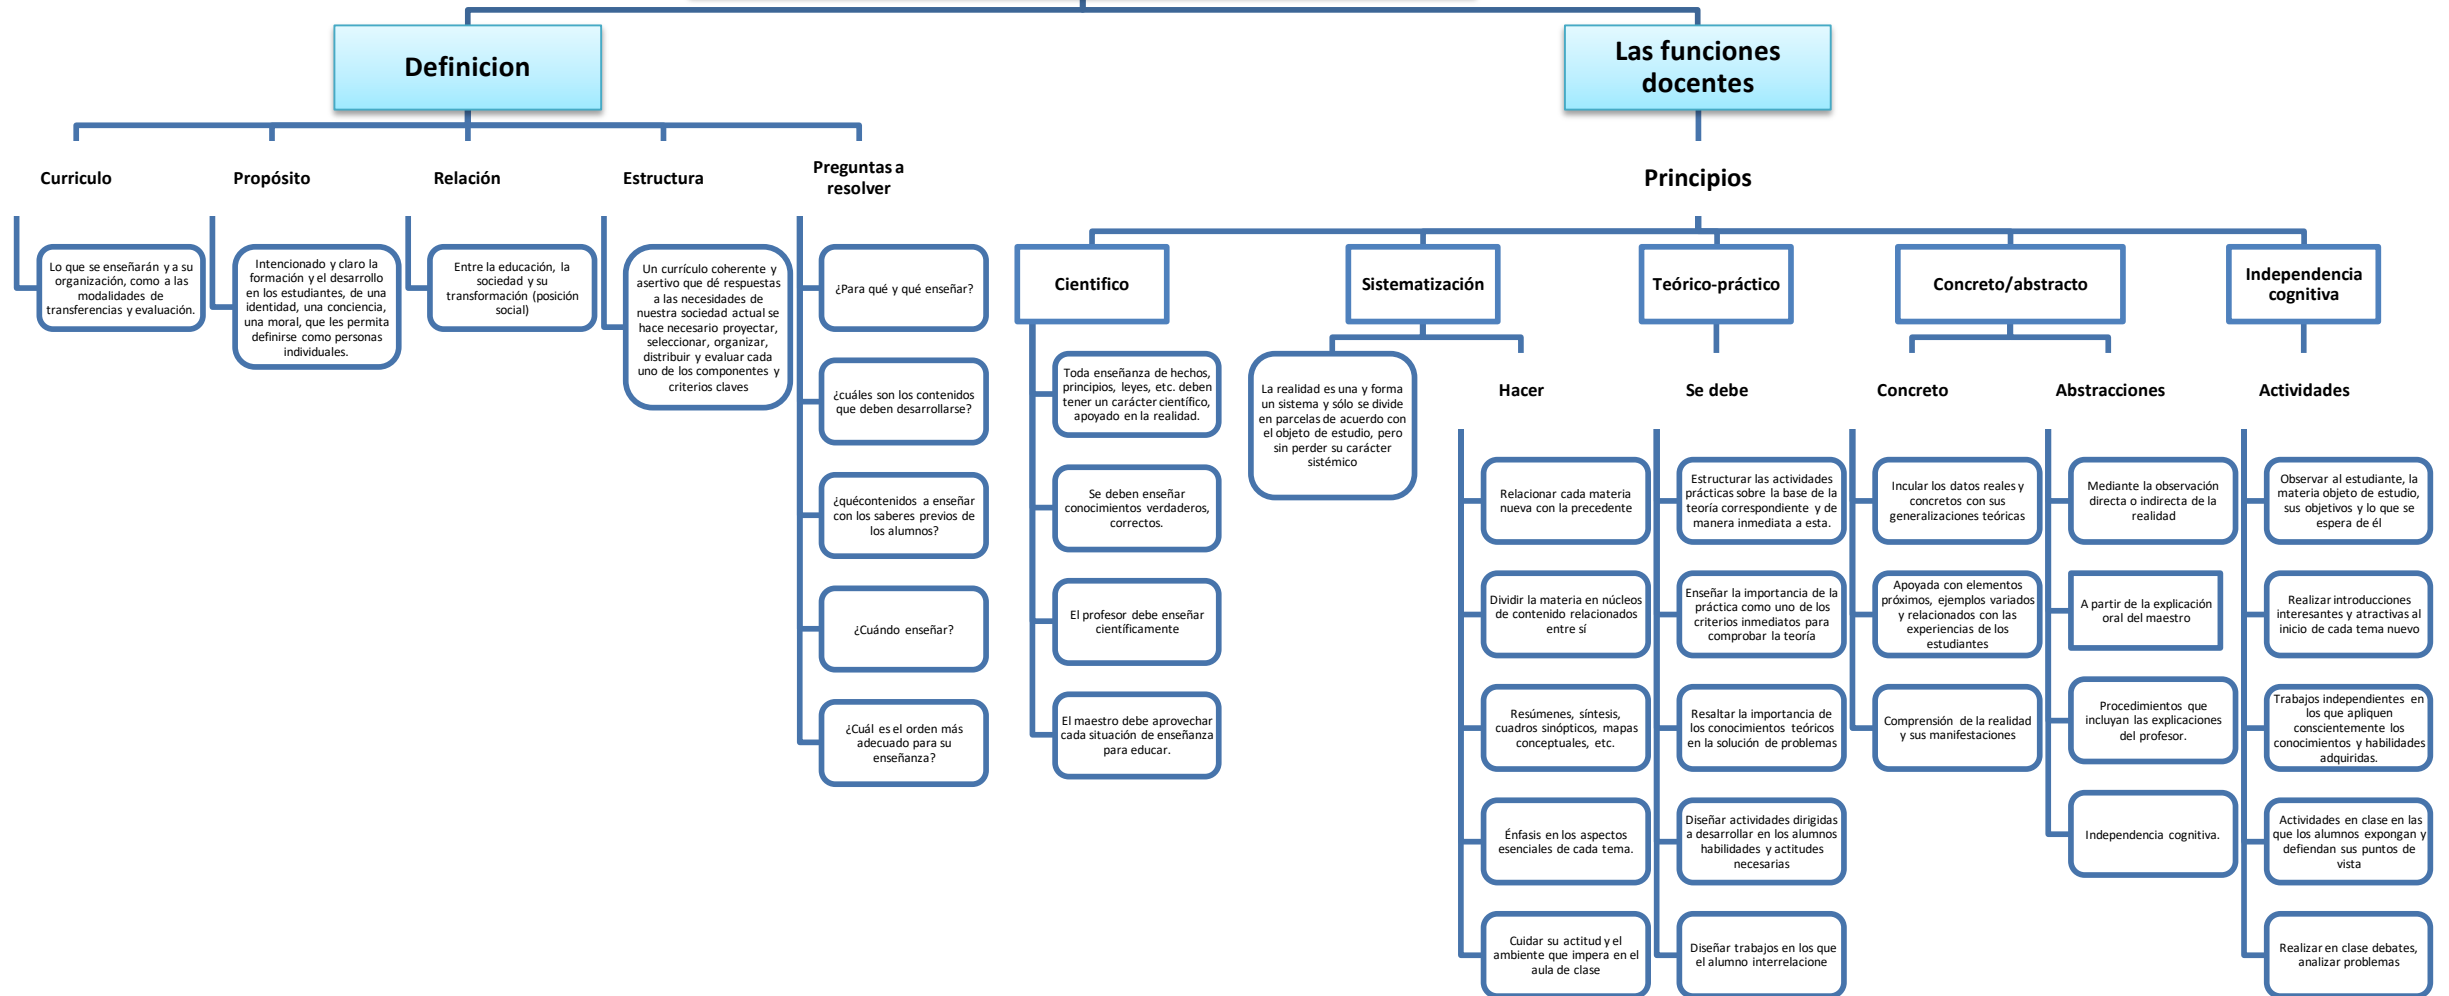 Definicion
Las funciones
docentes
Curriculo
Propósito
Relación
Estructura
Preguntas a
resolver
Principios
Lo que se enseñarán y a su
organización, como a las
modalidades de
transferencias y evaluación.
Intencionado y claro la
formación y el desarrollo
en los estudiantes, de una
identidad, una conciencia,
una moral, que les permita
definirse como personas
individuales.
Entre la educación, la
sociedad y su
transformación (posición
social)
Un currículo coherente y
asertivo que dé respuestas
a las necesidades de
nuestra sociedad actual se
hace necesario proyectar,
seleccionar, organizar,
distribuir y evaluar cada
uno de los componentes y
criterios claves
¿Para qué y qué enseñar?
¿cuáles son los contenidos
que deben desarrollarse?
¿quécontenidos a enseñar
con los saberes previos de
los alumnos?
¿Cuándo enseñar?
¿Cuál es el orden más
adecuado para su
enseñanza?
Cientifico
Toda enseñanza de hechos,
principios, leyes, etc. deben
tener un carácter científico,
apoyado en la realidad.
Se deben enseñar
conocimientos verdaderos,
correctos.
El profesor debe enseñar
científicamente
El maestro debe aprovechar
cada situación de enseñanza
para educar.
Sistematización
La realidad es una y forma
un sistema y sólo se divide
en parcelas de acuerdo con
el objeto de estudio, pero
sin perder su carácter
sistémico
Hacer
Relacionar cada materia
nueva con la precedente
Dividir la materia en núcleos
de contenido relacionados
entre sí
Resúmenes, síntesis,
cuadros sinópticos, mapas
conceptuales, etc.
Énfasis en los aspectos
esenciales de cada tema.
Cuidar su actitud y el
ambiente que impera en el
aula de clase
Teórico-práctico
Se debe
Estructurar las actividades
prácticas sobre la base de la
teoría correspondiente y de
manera inmediata a esta.
Enseñar la importancia de la
práctica como uno de los
criterios inmediatos para
comprobar la teoría
Resaltar la importancia de
los conocimientos teóricos
en la solución de problemas
Diseñar actividades dirigidas
a desarrollar en los alumnos
habilidades y actitudes
necesarias
Diseñar trabajos en los que
el alumno interrelacione
Concreto/abstracto
Concreto
Incular los datos reales y
concretos con sus
generalizaciones teóricas
Apoyada con elementos
próximos, ejemplos variados
y relacionados con las
experiencias de los
estudiantes
Comprensión de la realidad
y sus manifestaciones
Abstracciones
Mediante la observación
directa o indirecta de la
realidad
A partir de la explicación
oral del maestro
Procedimientos que
incluyan las explicaciones
del profesor.
Independencia cognitiva.
Independencia
cognitiva
Actividades
Observar al estudiante, la
materia objeto de estudio,
sus objetivos y lo que se
espera de él
Realizar introducciones
interesantes y atractivas al
inicio de cada tema nuevo
Trabajos independientes en
los que apliquen
conscientemente los
conocimientos y habilidades
adquiridas.
Actividades en clase en las
que los alumnos expongan y
defiendan sus puntos de
vista
Realizar en clase debates,
analizar problemas